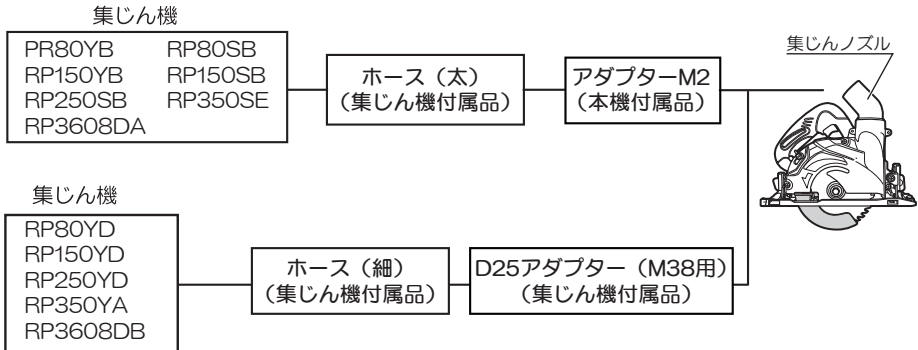 集じん機
PR80YB RP80SB
RP150YB RP150SB
RP250SB RP350SE
RP3608DA
ホース（太）
（集じん機付属品）
アダプターM2
（本機付属品）
集じんノズル
集じん機
RP80YD
RP150YD
RP250YD
RP350YA
RP3608DB
ホース（細）
（集じん機付属品）
D25アダプター（M38用）
（集じん機付属品）